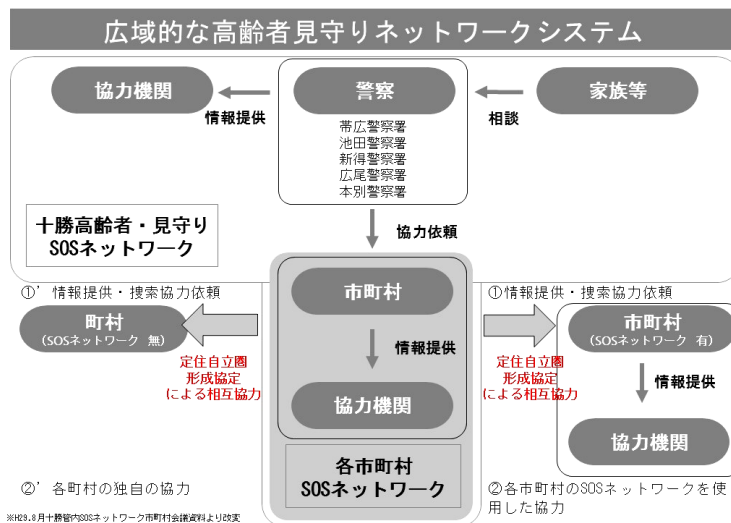 広域的な高齢者見守りネットワークシステム
協力機関
警察
家族等
情報提供
相談
帯広警察署
池田警察署
新得警察署
広尾警察署
本別警察署
十勝高齢者・見守り
SOSネットワーク
協力依頼
①’情報提供・捜索協力依頼
町村
(SOSネットワーク 無)
定住自立圏
形成協定
による相互協力
市町村
情報提供
協力機関
各市町村
SOSネットワーク
①情報提供・捜索協力依頼
市町村
(SOSネットワーク 有)
定住自立圏
形成協定
による相互協力
情報提供
協力機関
②’各町村の独自の協力
②各市町村のSOSネットワークを使
用した協力
※H29.8月十勝管内SOSネットワーク市町村会議資料より改変